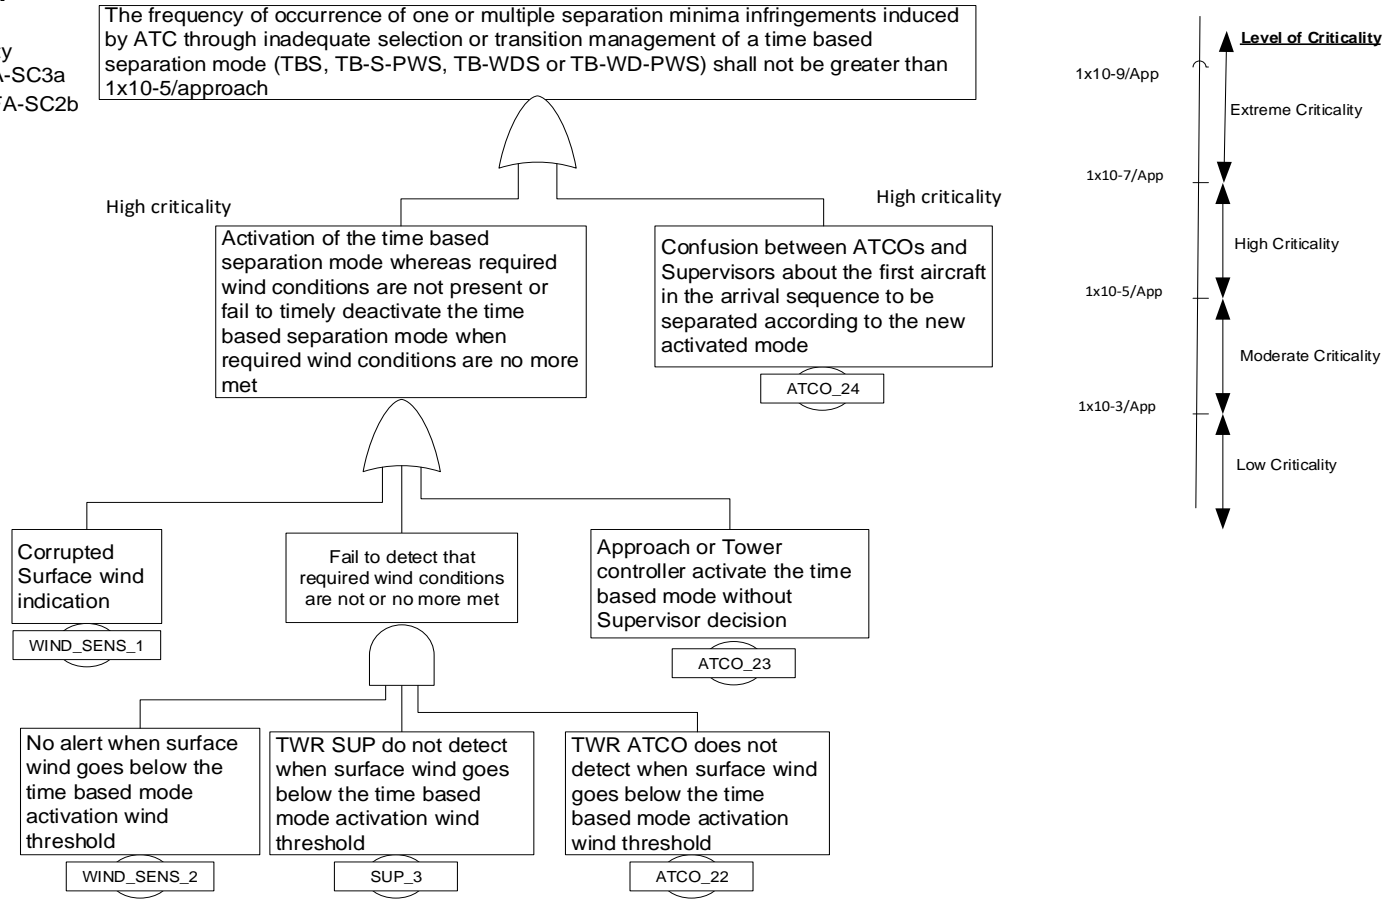 The frequency of occurrence of one or multiple separation minima infringements induced
by ATC through inadequate selection or transition management of a time based
separation mode (TBS, TB-S-PWS, TB-WDS or TB-WD-PWS) shall not be greater than
1x10-5/approach
-SC3a
FA-SC2b
High criticality
High criticality
Activation of the time based
separation mode whereas required
wind conditions are not present or
fail to timely deactivate the time
based separation mode when
required wind conditions are no more
met
Confusion between ATCOs and
Supervisors about the first aircraft
in the arrival sequence to be
separated according to the new
activated mode
ATCO_24
Corrupted
Surface wind
indication
WIND_SENS_1
Fail to detect that
required wind conditions
are not or no more met
Approach or Tower
controller activate the time
based mode without
Supervisor decision
ATCO_23
No alert when surface
wind goes below the
time based mode
activation wind
threshold
WIND_SENS_2
TWR SUP do not detect
when surface wind goes
below the time based
mode activation wind
threshold
SUP_3
TWR ATCO does not
detect when surface wind
goes below the time
based mode activation
wind threshold
ATCO_22
Level of Criticality
1x10-9/App
Extreme Criticality
1x10-7/App
High Criticality
1x10-5/App
Moderate Criticality
1x10-3/App
Low Criticality